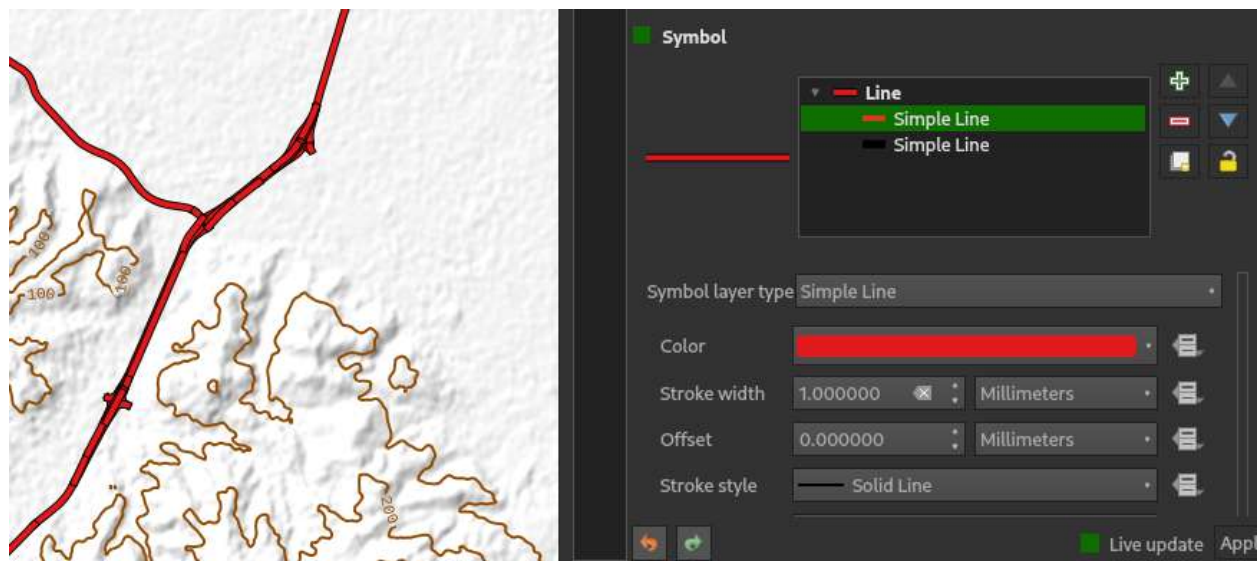 Symbol
Line
Simple Line
Simple Line
Symbol layer type Simple Line
Color
Stroke width 1.000000 Millimeters
Offset 0.000000 Millimeters
Stroke style Solid Line
Live update Appl
100
100
100
200